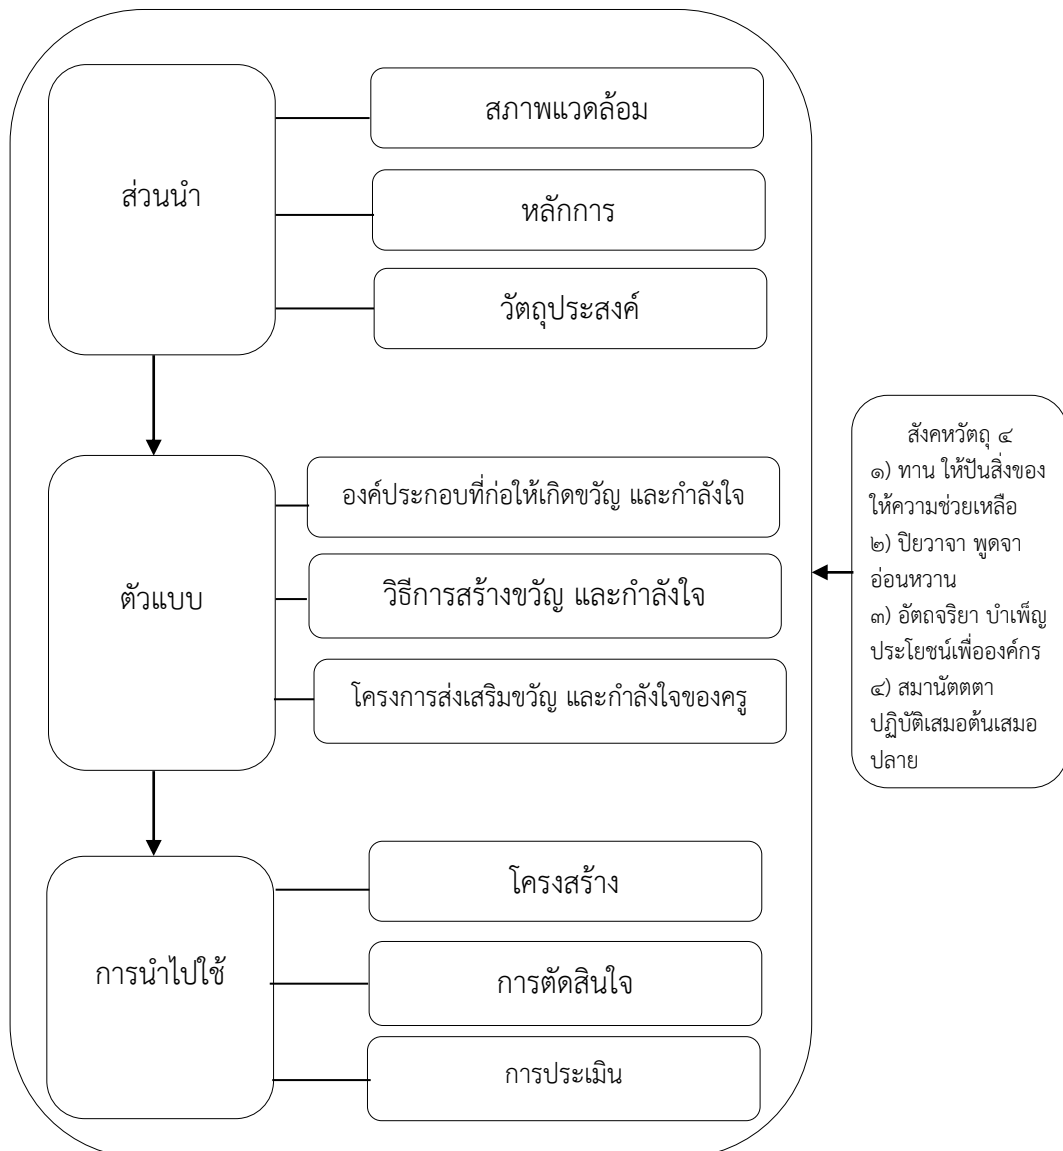 ส่วนนำ
สภาพแวดล้อม
หลักการ
วัตถุประสงค์
ตัวแบบ
องค์ประกอบที่ก่อให้เกิดขวัญ และกำลังใจ
วิธีการสร้างขวัญ และกำลังใจ
โครงการส่งเสริมขวัญ และกำลังใจของครู
การนำไปใช้
โครงสร้าง
การตัดสินใจ
การประเมิน
สังคหวัตถุ ๔
๑) ทาน ให้ปันสิ่งของ
ให้ความช่วยเหลือ
๒) ปิยวาจา พูดจา
อ่อนหวาน
๓) อัตถจริยา บำเพ็ญ
ประโยชน์เพื่อองค์กร
๔) สมานัตตตา
ปฏิบัติเสมอต้นเสมอ
ปลาย